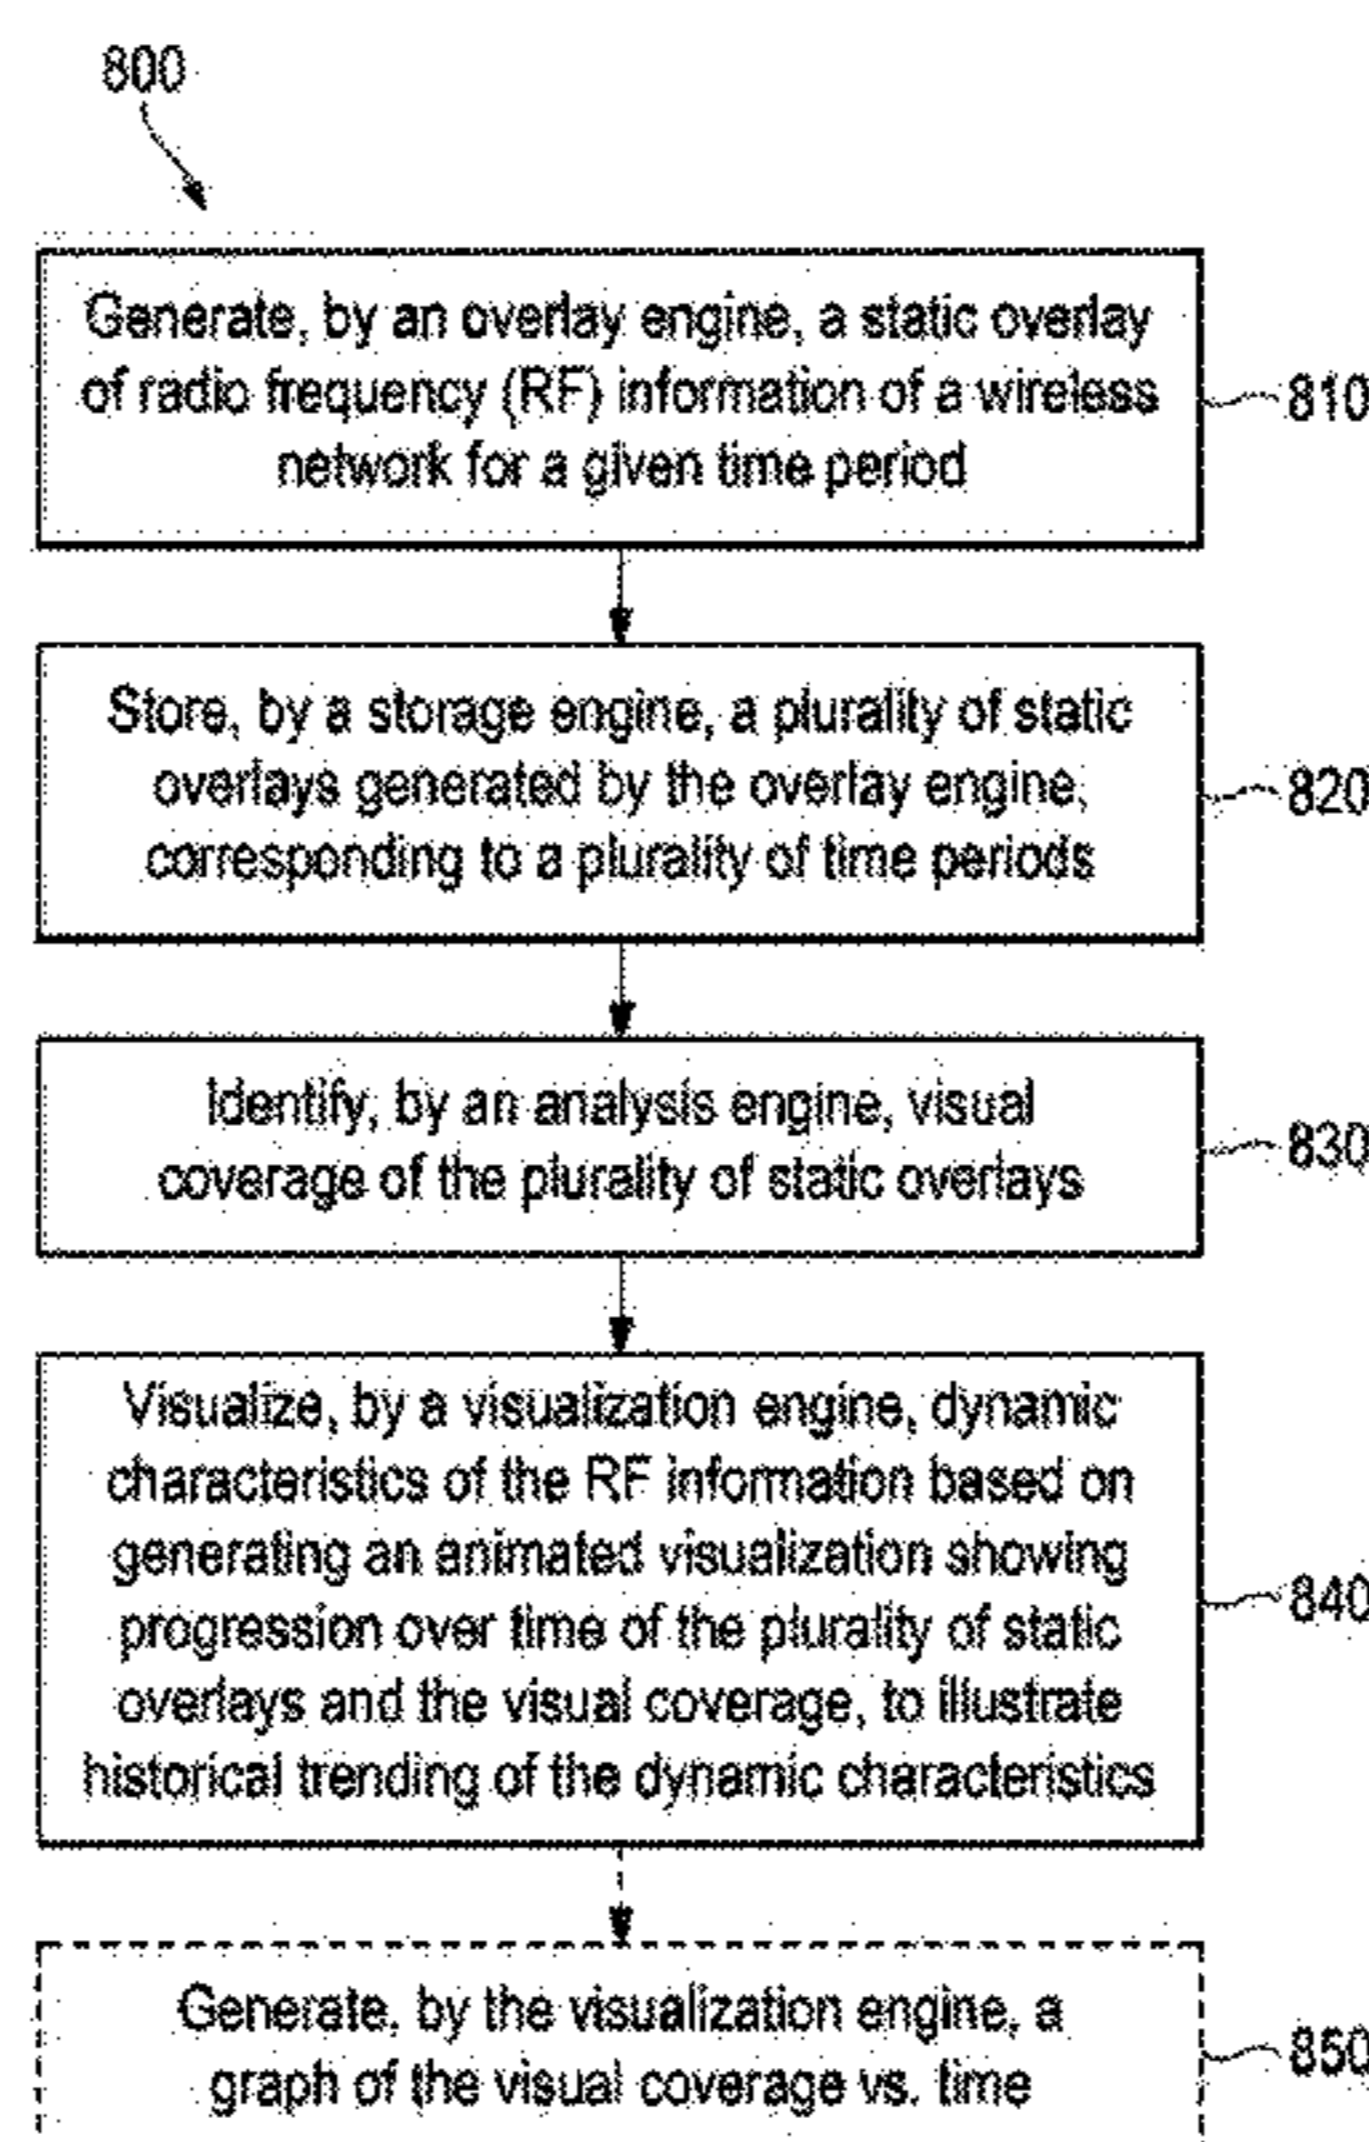 800
Generate, by an overlay engine, a static overlay
of radio frequency (RF) information of a wireless
network for a given time period
810
Store, by a storage engine, a plurality of static
overlays generated by the overlay engine,
corresponding to a plurality of time periods
820
Identify, by an analysis engine, visual
coverage of the plurality of static overlays
830
Visualize, by a visualization engine, dynamic
characteristics of the RF information based on
generating an animated visualization showing
progression over time of the plurality of static
overlays and the visual coverage, to illustrate
historical trending of the dynamic characteristics
840
Generate, by the visualization engine, a
graph of the visual coverage vs. time
850